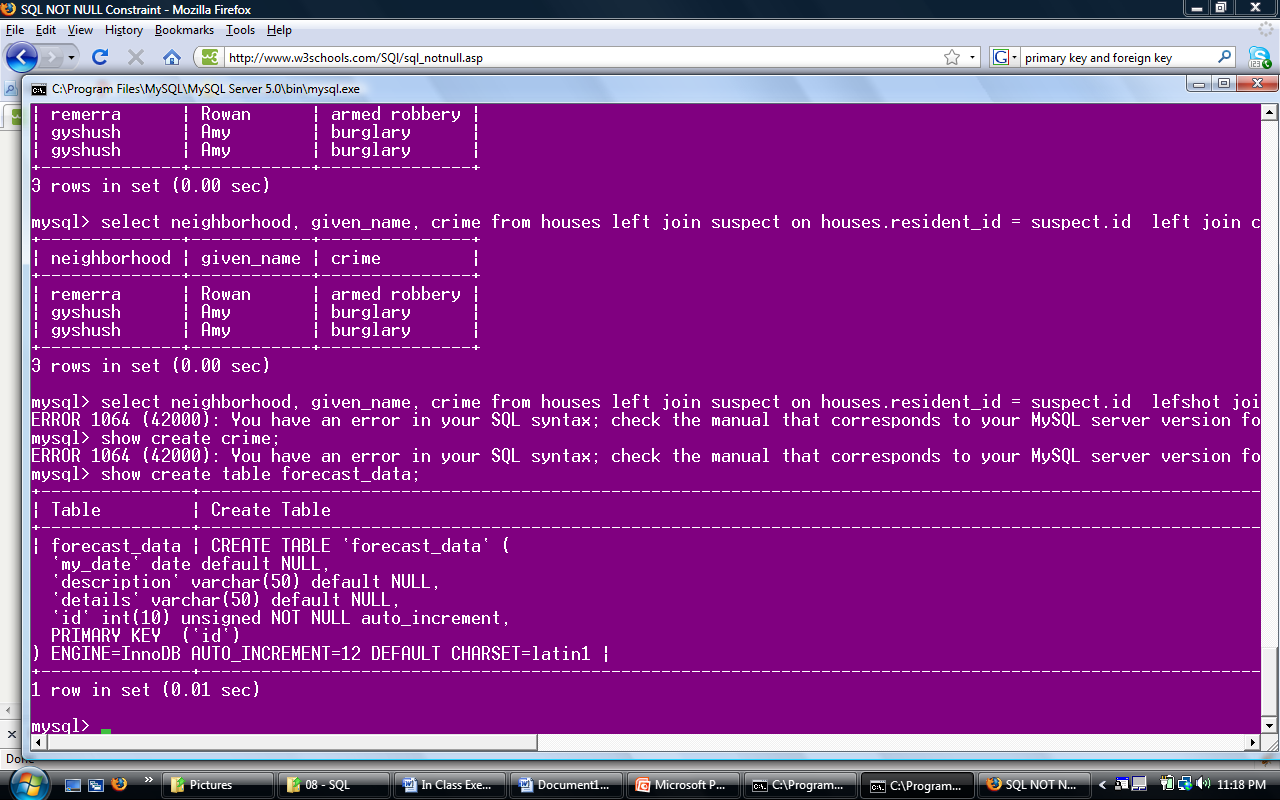 SQL NOT NULL Constraint - Mozilla Firefox
File Edit View History Bookmarks Tools Help
http://www.w3schools.com/SQl/sql_notnull.asp
primary key and foreign key
C:\Program Files\MySQL\MySQL Server 5.0\bin\mysql.exe
| remerra | Rowan | armed robbery |
| gyshush | Amy | burglary |
| gyshush | Amy | burglary |
+---------------+------------+---------------+
3 rows in set (0.00 sec)
mysql> select neighborhood, given_name, crime from houses left join suspect on houses.resident_id = suspect.id  left join c
+---------------+------------+---------------+
| neighborhood | given_name | crime |
+---------------+------------+---------------+
| remerra | Rowan | armed robbery |
| gyshush | Amy | burglary |
| gyshush | Amy | burglary |
+---------------+------------+---------------+
3 rows in set (0.00 sec)
mysql> select neighborhood, given_name, crime from houses left join suspect on houses.resident_id = suspect.id  lefshot joi
ERROR 1064 (42000): You have an error in your SQL syntax; check the manual that corresponds to your MySQL server version fo
mysql> show create crime;
ERROR 1064 (42000): You have an error in your SQL syntax; check the manual that corresponds to your MySQL server version fo
mysql> show create table forecast_data;
| Table | Create Table
| forecast_data | CREATE TABLE `forecast_data` (
`my_date` date default NULL,
`description` varchar(50) default NULL,
`details` varchar(50) default NULL,
`id` int(10) unsigned NOT NULL auto_increment,
PRIMARY KEY  (`id`)
) ENGINE=InnoDB AUTO_INCREMENT=12 DEFAULT CHARSET=latin1 |
1 row in set (0.01 sec)
mysql>
Pictures
08 - SQL
In Class Exe...
Document1...
Microsoft P...
C:\Program...
C:\Program...
SQL NOT N...
11:18 PM